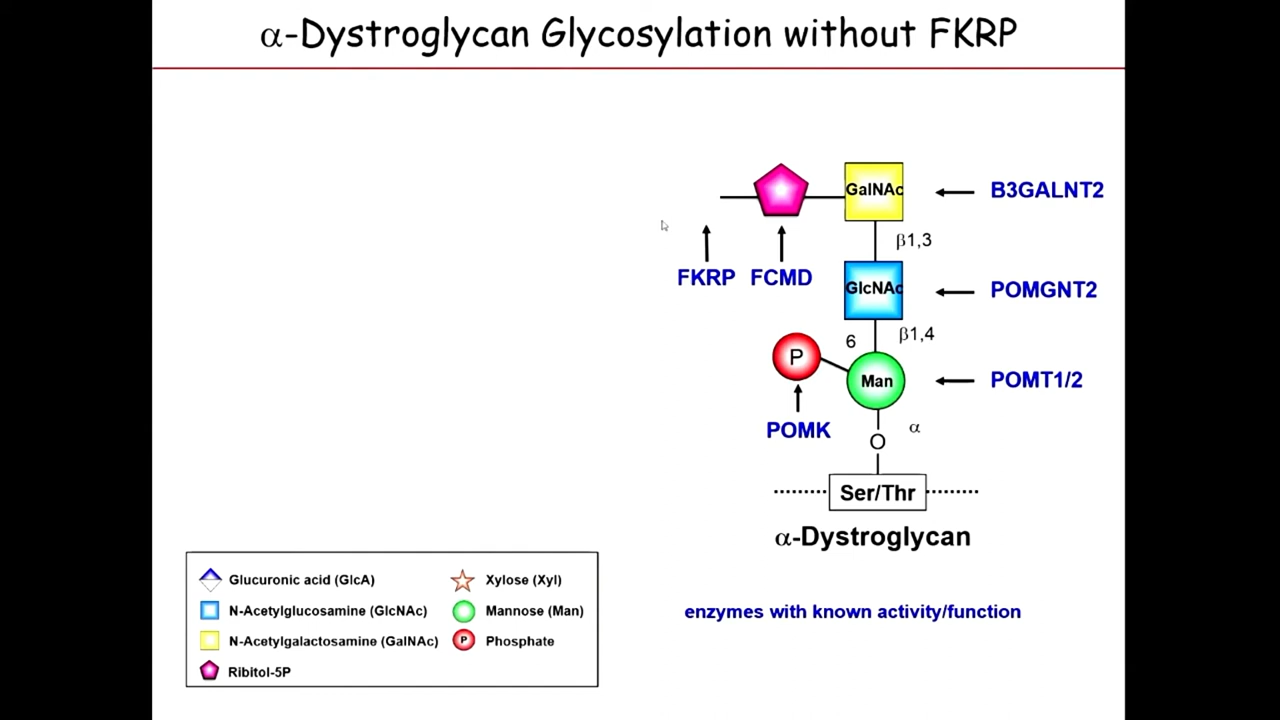 α-Dystroglycan Glycosylation without FKRP
GalNAc
B3GALNT2
β1,3
FKRP
FCMD
GlcNAc
POMGNT2
6
β1,4
P
Man
POMT1/2
POMK
α
O
Ser/Thr
α-Dystroglycan
Glucuronic acid (GlcA)
Xylose (Xyl)
N-Acetylglucosamine (GlcNAc)
Mannose (Man)
N-Acetylgalactosamine (GalNAc)
P
Phosphate
Ribitol-5P
enzymes with known activity/function